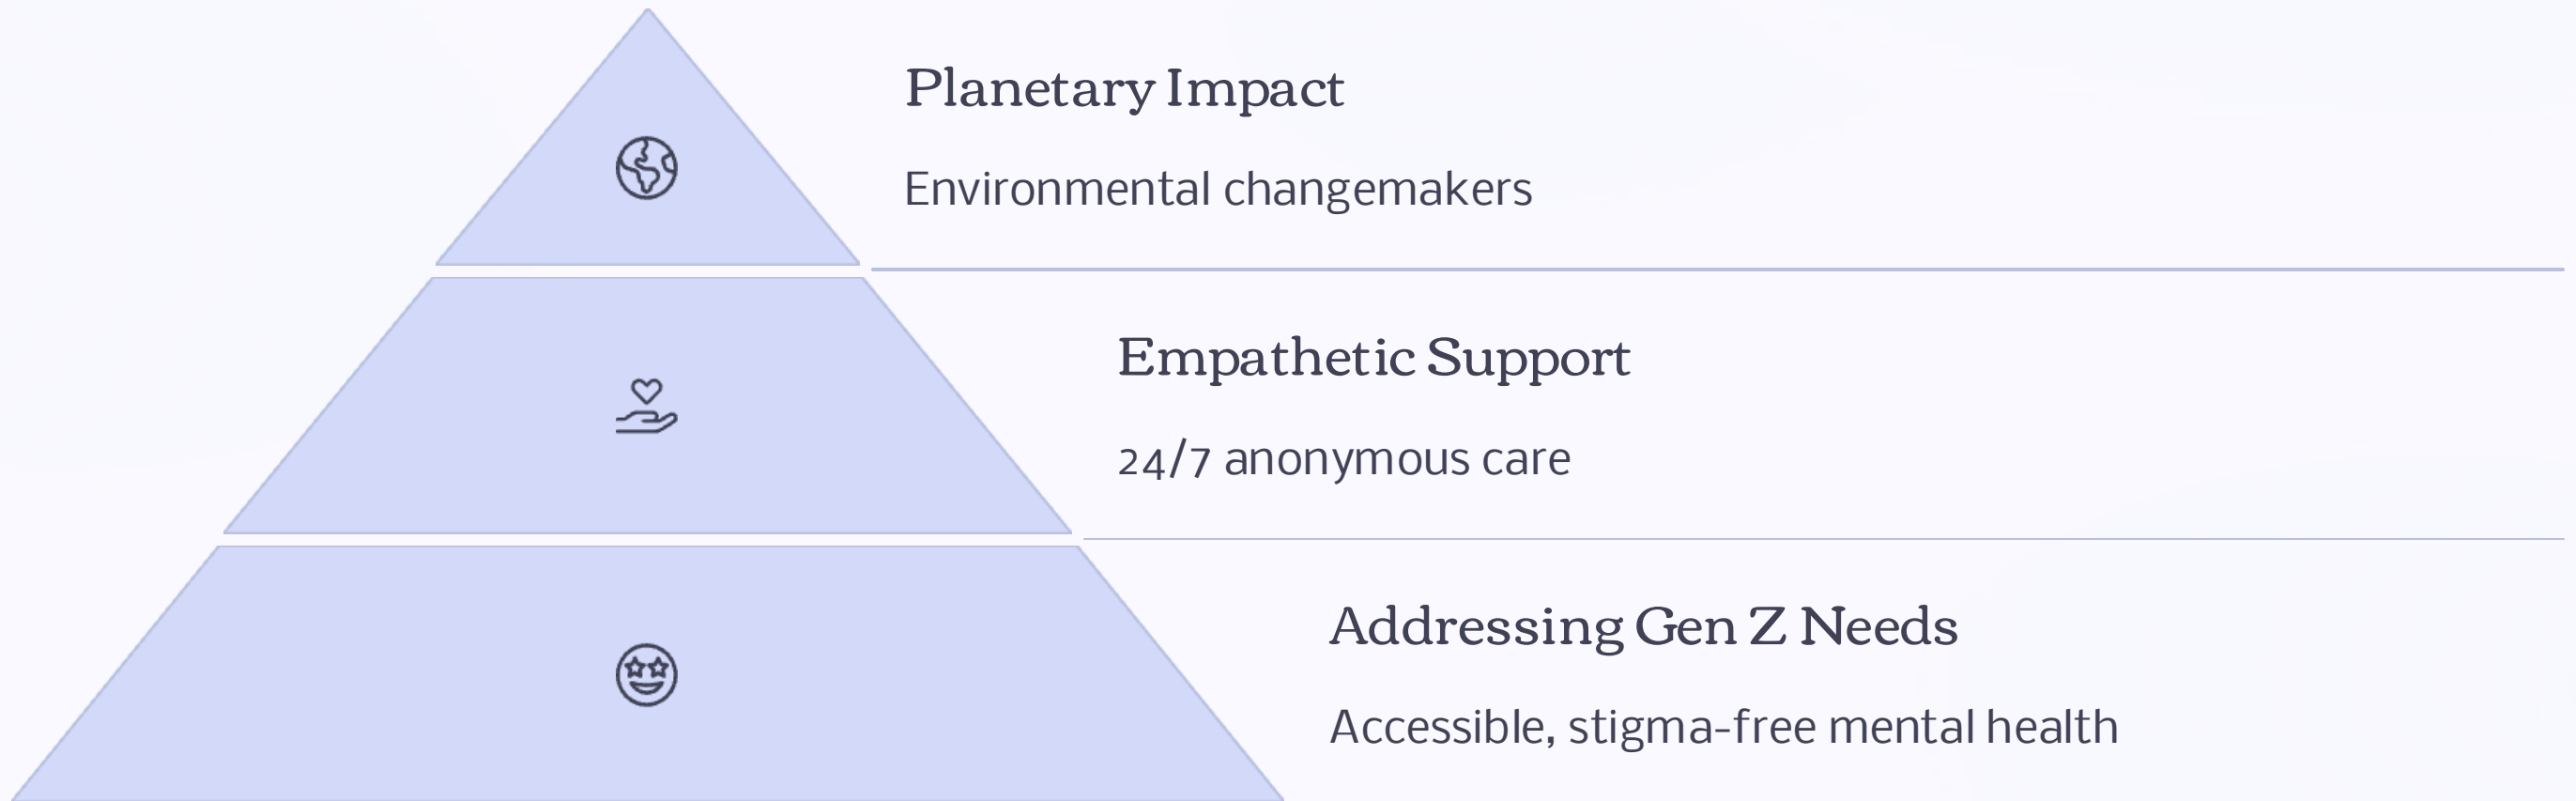 Planetary Impact
Environmental changemakers
Empathetic Support
24/7 anonymous care
Addressing Gen Z Needs
Accessible, stigma-free mental health